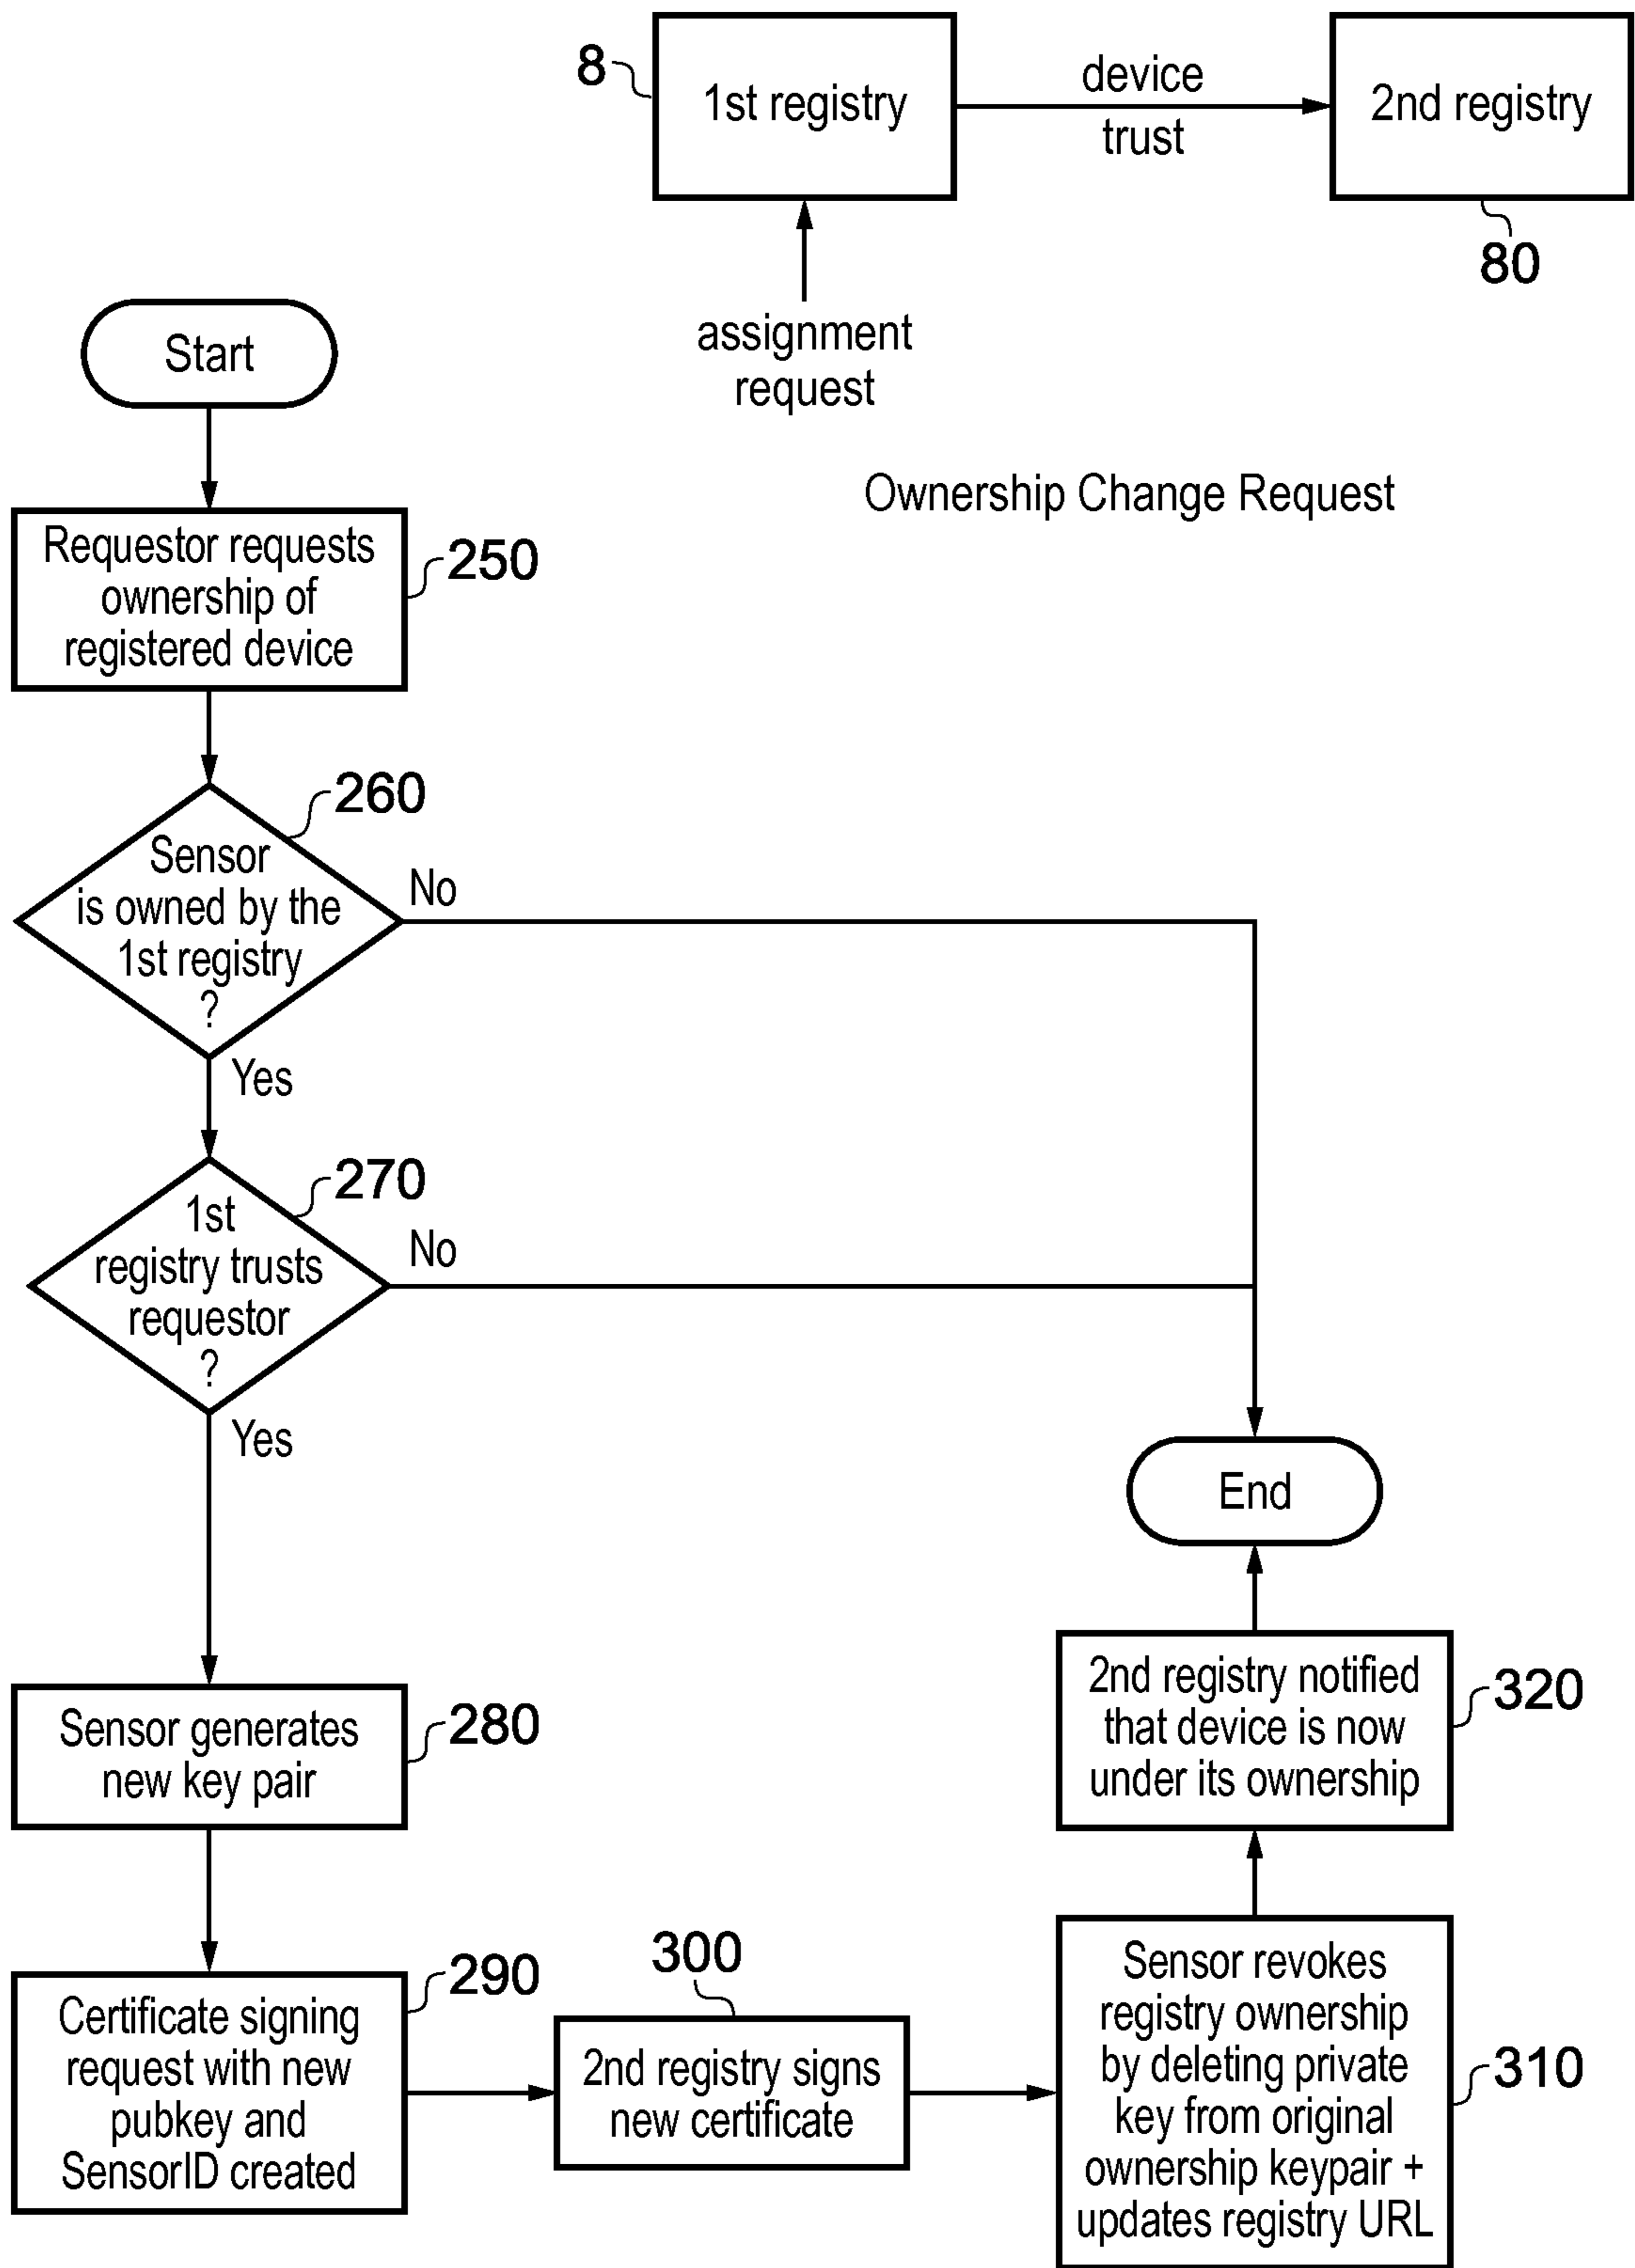 8
1st registry
device
trust
2nd registry
80
assignment
request
Ownership Change Request
Start
Requestor requests
ownership of
registered device
250
260
Sensor
is owned by the
1st registry
?
No
Yes
270
1st
registry trusts
requestor
?
No
Yes
Sensor generates
new key pair
280
Certificate signing
request with new
pubkey and
SensorID created
290
300
2nd registry signs
new certificate
Sensor revokes
registry ownership
by deleting private
key from original
ownership keypair +
updates registry URL
310
2nd registry notified
that device is now
under its ownership
320
End